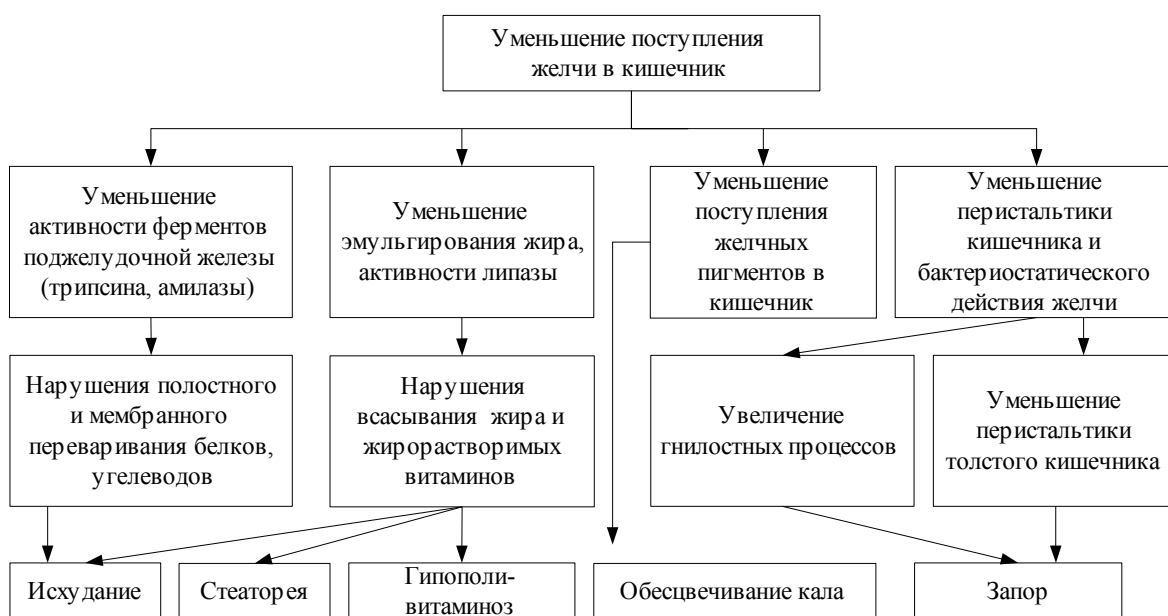 Уменьшение поступления
желчи в кишечник
Уменьшение
активности ферментов
поджелудочной железы
(трипсина, амилазы)
Уменьшение
эмульгирования жира,
активности липазы
Уменьшение
поступления
желчных
пигментов в
кишечник
Уменьшение
перистальтики
кишечника и
бактериостатического
действия желчи
Нарушения полостного
и мембранного
переваривания белков,
углеводов
Нарушения
всасывания жира и
жирорастворимых
витаминов
Увеличение
гнилостных процессов
Уменьшение
перистальтики
толстого кишечника
Исхудание
Стеаторея
Гипополи-
витаминоз
Обесцвечивание кала
Запор